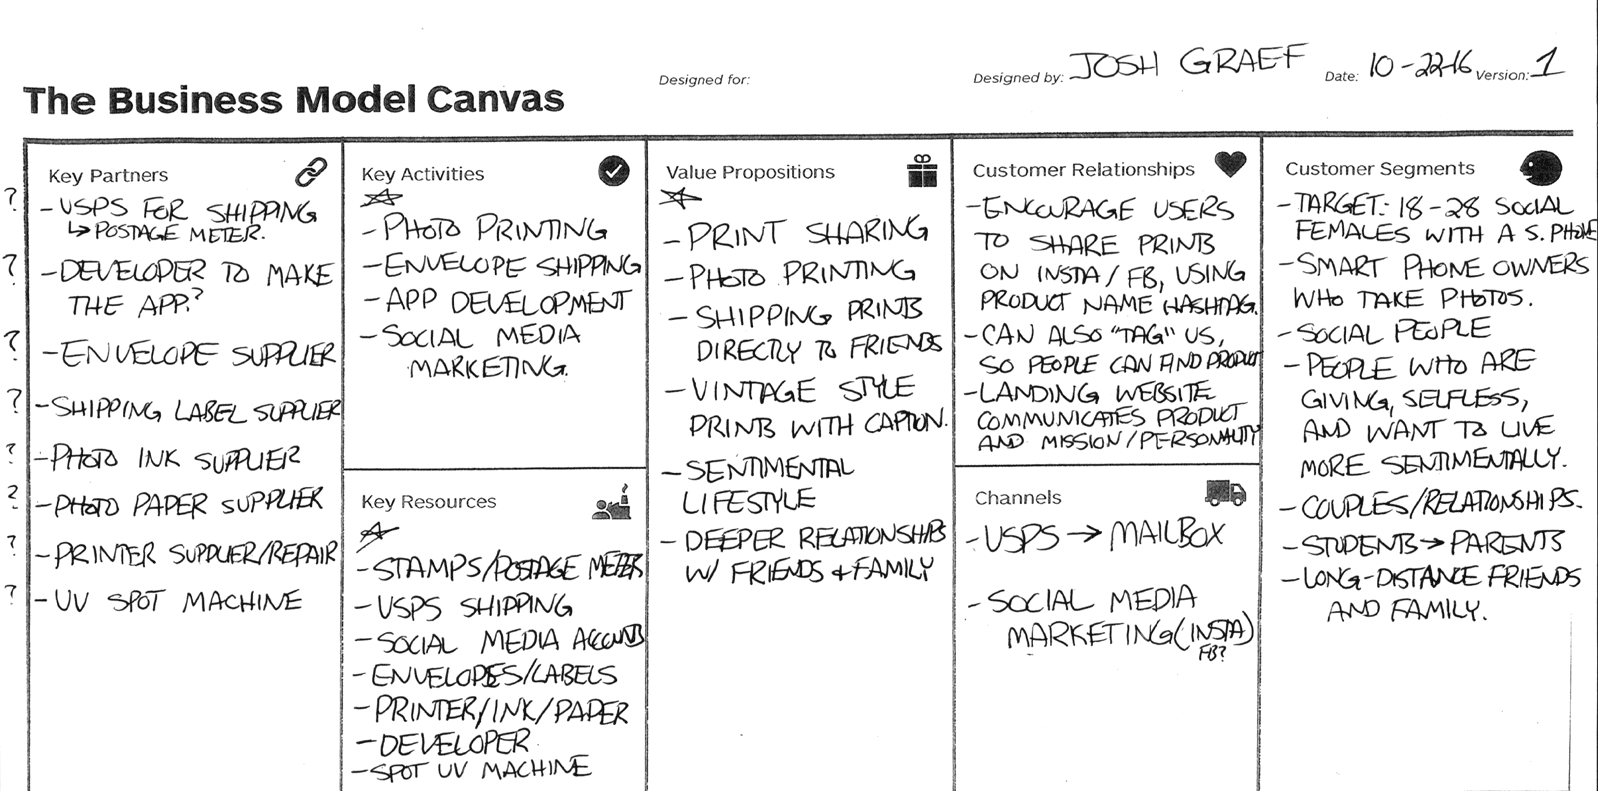 Designed for:
Designed by: JOSH GRAEF
Date: 10-22-16 Version: 1
The Business Model Canvas
Key Partners
? - USPS FOR SHIPPING
↳ POSTAGE METER.
? - DEVELOPER TO MAKE
THE APP?
? - ENVELOPE SUPPLIER
? - SHIPPING LABEL SUPPLIER
? - PHOTO INK SUPPLIER
? - PHOTO PAPER SUPPLIER
? - PRINTER SUPPLIER/REPAIR
? - UV SPOT MACHINE
Key Activities
- PHOTO PRINTING
- ENVELOPE SHIPPING
- APP DEVELOPMENT
- SOCIAL MEDIA
MARKETING.
Key Resources
- STAMPS/POSTAGE METER
- USPS SHIPPING
- SOCIAL MEDIA ACCOUNTS
- ENVELOPES/LABELS
- PRINTER/INK/PAPER
- DEVELOPER
- SPOT UV MACHINE
Value Propositions
- PRINT SHARING
- PHOTO PRINTING
- SHIPPING PRINTS
DIRECTLY TO FRIENDS
- VINTAGE STYLE
PRINTS WITH CAPTION.
- SENTIMENTAL
LIFESTYLE
- DEEPER RELATIONSHIPS
W/ FRIENDS + FAMILY
Customer Relationships
- ENCOURAGE USERS
TO SHARE PRINTS
ON INSTA/FB, USING
PRODUCT NAME HASHTAG.
- CAN ALSO "TAG" US,
SO PEOPLE CAN FIND PRODUCT
- LANDING WEBSITE
COMMUNICATES PRODUCT
AND MISSION/PERSONALITY
Channels
- USPS → MAILBOX
- SOCIAL MEDIA
MARKETING (INSTA)
FB?
Customer Segments
- TARGET: 18-28 SOCIAL
FEMALES WITH A S. PHONE
- SMART PHONE OWNERS
WHO TAKE PHOTOS.
- SOCIAL PEOPLE
- PEOPLE WHO ARE
GIVING, SELFLESS,
AND WANT TO LIVE
MORE SENTIMENTALLY.
- COUPLES/RELATIONSHIPS.
- STUDENTS → PARENTS
- LONG-DISTANCE FRIENDS
AND FAMILY.